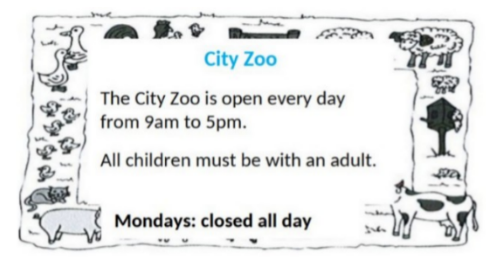 City Zoo
The City Zoo is open every day
from 9am to 5pm.
All children must be with an adult.
Mondays: closed all day